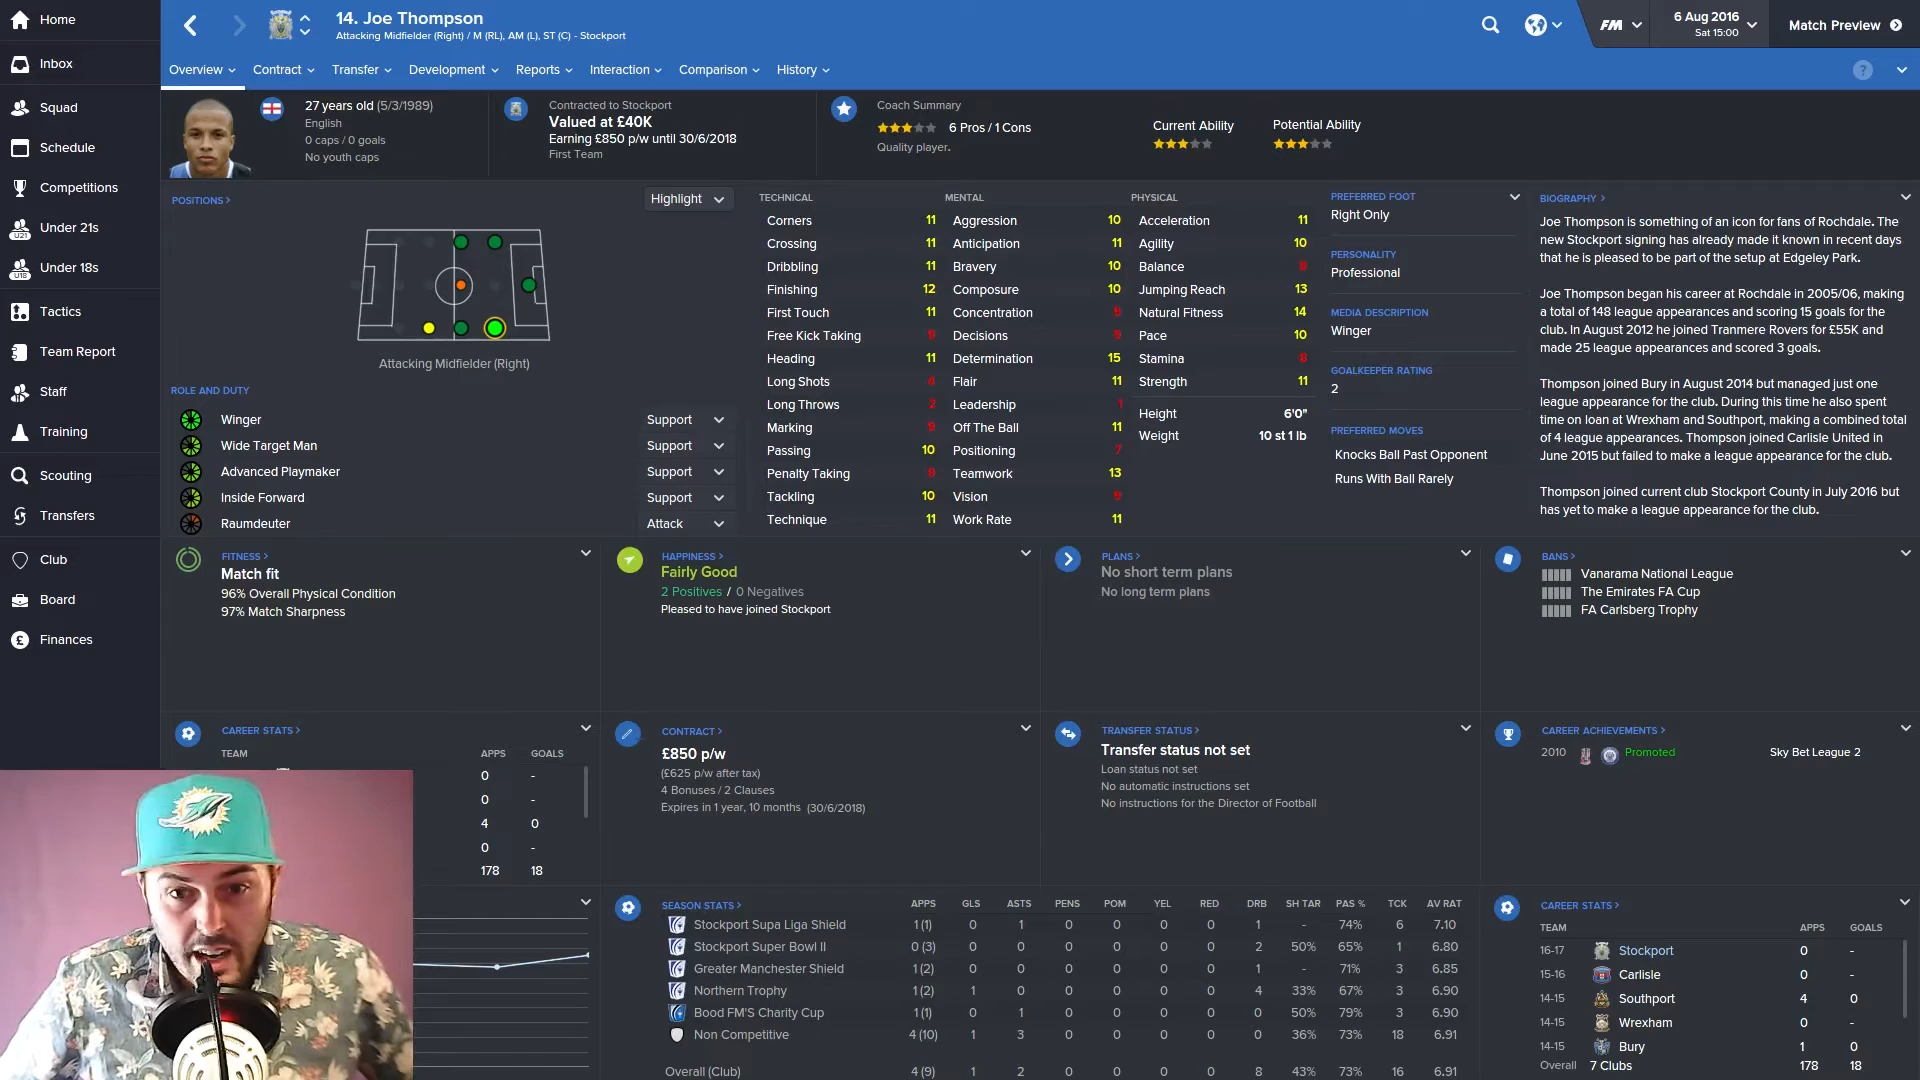 Home
Inbox
Squad
Schedule
Competitions
Under 21s
Under 18s
Tactics
Team Report
Staff
Training
Scouting
Transfers
Club
Board
Finances
14. Joe Thompson
Attacking Midfielder (Right) / M (RL), AM (L), ST (C) - Stockport
FM
6 Aug 2016
Sat 15:00
Match Preview
Overview Contract Transfer Development Reports Interaction Comparison History
?
27 years old (5/3/1989)
English
0 caps / 0 goals
No youth caps
Contracted to Stockport
Valued at £40K
Earning £850 p/w until 30/6/2018
First Team
Coach Summary
6 Pros / 1 Cons
Quality player.
Current Ability
Potential Ability
POSITIONS >
Highlight
Attacking Midfielder (Right)
ROLE AND DUTY
Winger Support
Wide Target Man Support
Advanced Playmaker Support
Inside Forward Support
Raumdeuter Attack
TECHNICAL
Corners 11
Crossing 11
Dribbling 11
Finishing 12
First Touch 11
Free Kick Taking 9
Heading 11
Long Shots
Long Throws 2
Marking 9
Passing 10
Penalty Taking 9
Tackling 10
Technique 11
MENTAL
Aggression 10
Anticipation 11
Bravery 10
Composure 10
Concentration 9
Decisions 9
Determination 15
Flair 11
Leadership 1
Off The Ball 11
Positioning 7
Teamwork 13
Vision 9
Work Rate 11
PHYSICAL
Acceleration 11
Agility 10
Balance
Jumping Reach 13
Natural Fitness 14
Pace 10
Stamina 8
Strength 11
Height 6'0"
Weight 10 st 1 lb
PREFERRED FOOT
Right Only
PERSONALITY
Professional
MEDIA DESCRIPTION
Winger
GOALKEEPER RATING
2
PREFERRED MOVES
Knocks Ball Past Opponent
Runs With Ball Rarely
BIOGRAPHY >
Joe Thompson is something of an icon for fans of Rochdale. The
new Stockport signing has already made it known in recent days
that he is pleased to be part of the setup at Edgeley Park.
Joe Thompson began his career at Rochdale in 2005/06, making
a total of 148 league appearances and scoring 15 goals for the
club. In August 2012 he joined Tranmere Rovers for £55K and
made 25 league appearances and scored 3 goals.
Thompson joined Bury in August 2014 but managed just one
league appearance for the club. During this time he also spent
time on loan at Wrexham and Southport, making a combined total
of 4 league appearances. Thompson joined Carlisle United in
June 2015 but failed to make a league appearance for the club.
Thompson joined current club Stockport County in July 2016 but
has yet to make a league appearance for the club.
FITNESS >
Match fit
96% Overall Physical Condition
97% Match Sharpness
HAPPINESS >
Fairly Good
2 Positives / 0 Negatives
Pleased to have joined Stockport
PLANS >
No short term plans
No long term plans
BANS >
Vanarama National League
The Emirates FA Cup
FA Carlsberg Trophy
CAREER STATS >
TEAM APPS GOALS
0 -
0 -
4 0
0 -
178 18
CONTRACT >
£850 p/w
(£625 p/w after tax)
4 Bonuses / 2 Clauses
Expires in 1 year, 10 months (30/6/2018)
TRANSFER STATUS >
Transfer status not set
Loan status not set
No automatic instructions set
No instructions for the Director of Football
CAREER ACHIEVEMENTS >
2010 Promoted Sky Bet League 2
SEASON STATS > APPS GLS ASTS PENS POM YEL RED DRB SH TAR PAS % TCK AV RAT
Stockport Supa Liga Shield 1 (1) 0 1 0 0 0 0 1 - 74% 6 7.10
Stockport Super Bowl II 0 (3) 0 0 0 0 0 0 2 50% 65% 1 6.80
Greater Manchester Shield 1 (2) 0 0 0 0 0 0 1 - 71% 3 6.85
Northern Trophy 1 (2) 1 0 0 0 0 0 4 33% 67% 3 6.90
Bood FM'S Charity Cup 1 (1) 0 1 0 0 0 0 0 50% 79% 3 6.90
Non Competitive 4 (10) 1 3 0 0 0 0 0 36% 73% 18 6.91
Overall (Club) 4 (9) 1 2 0 0 0 0 8 43% 73% 16 6.91
CAREER STATS >
TEAM APPS GOALS
16-17 Stockport 0 -
15-16 Carlisle 0 -
14-15 Southport 4 0
14-15 Wrexham 0 -
14-15 Bury 1 0
Overall 7 Clubs 178 18